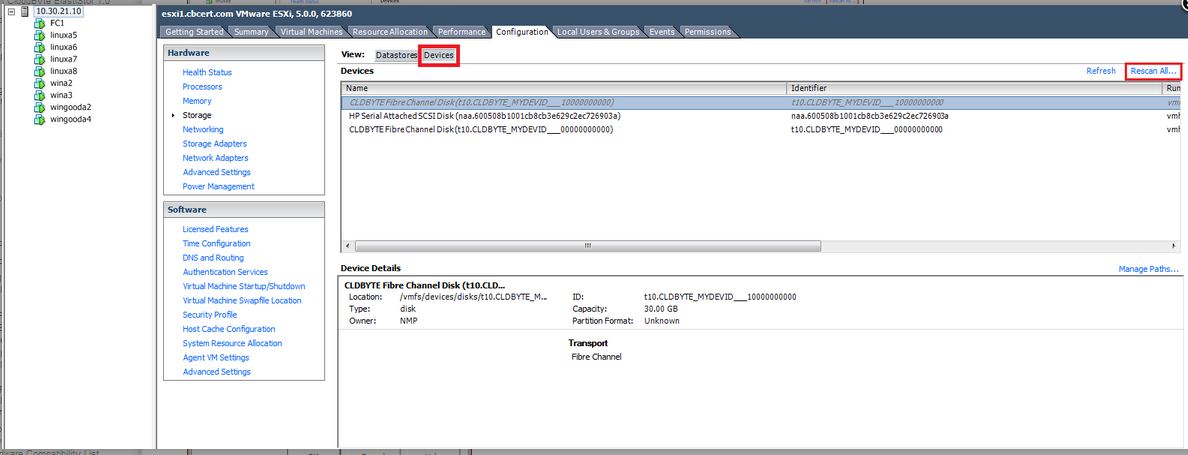 CloudByte ElastiStor 1.0
10.30.21.10
FC1
linuxa5
linuxa6
linuxa7
linuxa8
wina2
wina3
wingooda2
wingooda4
esxi1.cbcert.com VMware ESXi, 5.0.0, 623860
Getting Started Summary Virtual Machines Resource Allocation Performance Configuration Local Users & Groups Events Permissions
Hardware
Health Status
Processors
Memory
Storage
Networking
Storage Adapters
Network Adapters
Advanced Settings
Power Management
Software
Licensed Features
Time Configuration
DNS and Routing
Authentication Services
Virtual Machine Startup/Shutdown
Virtual Machine Swapfile Location
Security Profile
Host Cache Configuration
System Resource Allocation
Agent VM Settings
Advanced Settings
View: Datastores Devices
Devices Refresh Rescan All...
Name Identifier Run
CLDBYTE Fibre Channel Disk (t10.CLDBYTE_MYDEVID___10000000000) t10.CLDBYTE_MYDEVID___10000000000 vmh
HP Serial Attached SCSI Disk (naa.600508b1001cb8cb3e629c2ec726903a) naa.600508b1001cb8cb3e629c2ec726903a vmh
CLDBYTE Fibre Channel Disk (t10.CLDBYTE_MYDEVID___00000000000) t10.CLDBYTE_MYDEVID___00000000000 vmh
Device Details Manage Paths...
CLDBYTE Fibre Channel Disk (t10.CLD...
Location: /vmfs/devices/disks/t10.CLDBYTE_M... ID: t10.CLDBYTE_MYDEVID___10000000000
Type: disk Capacity: 30.00 GB
Owner: NMP Partition Format: Unknown
Transport
Fibre Channel
dware Compatibility List